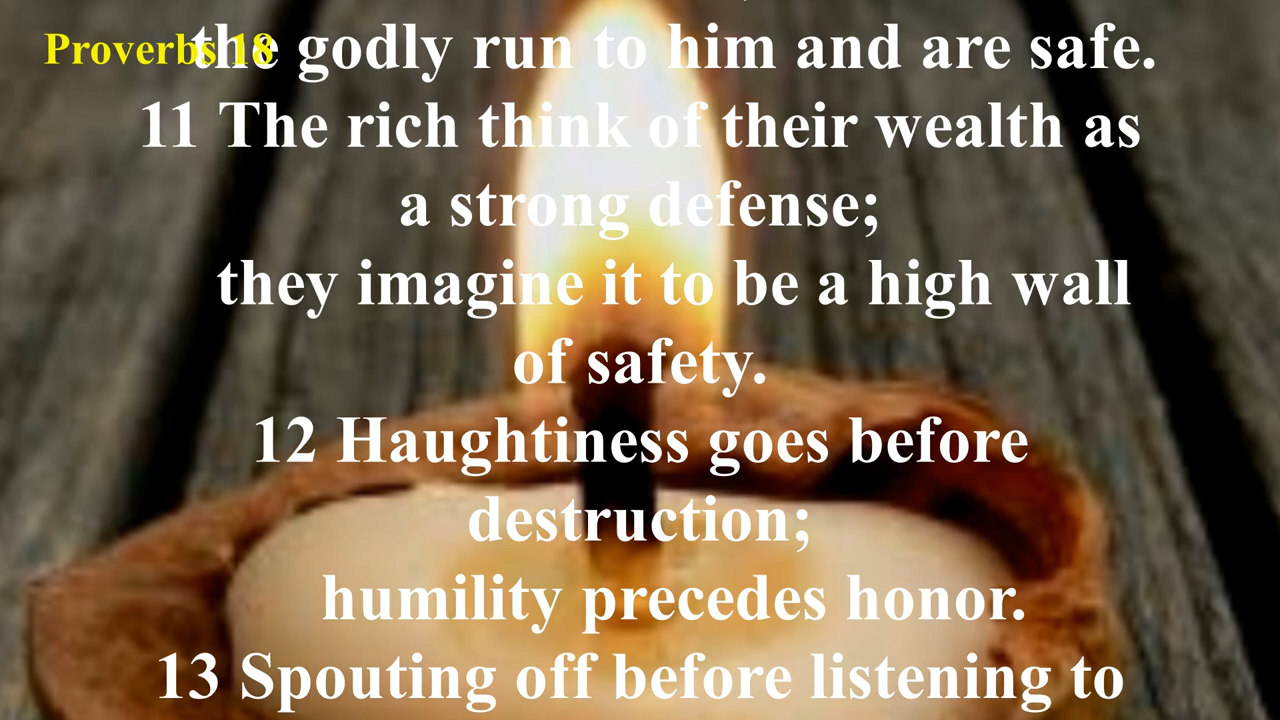 Proverbs 18
the godly run to him and are safe.
11 The rich think of their wealth as
a strong defense;
they imagine it to be a high wall
of safety.
12 Haughtiness goes before
destruction;
humility precedes honor.
13 Spouting off before listening to